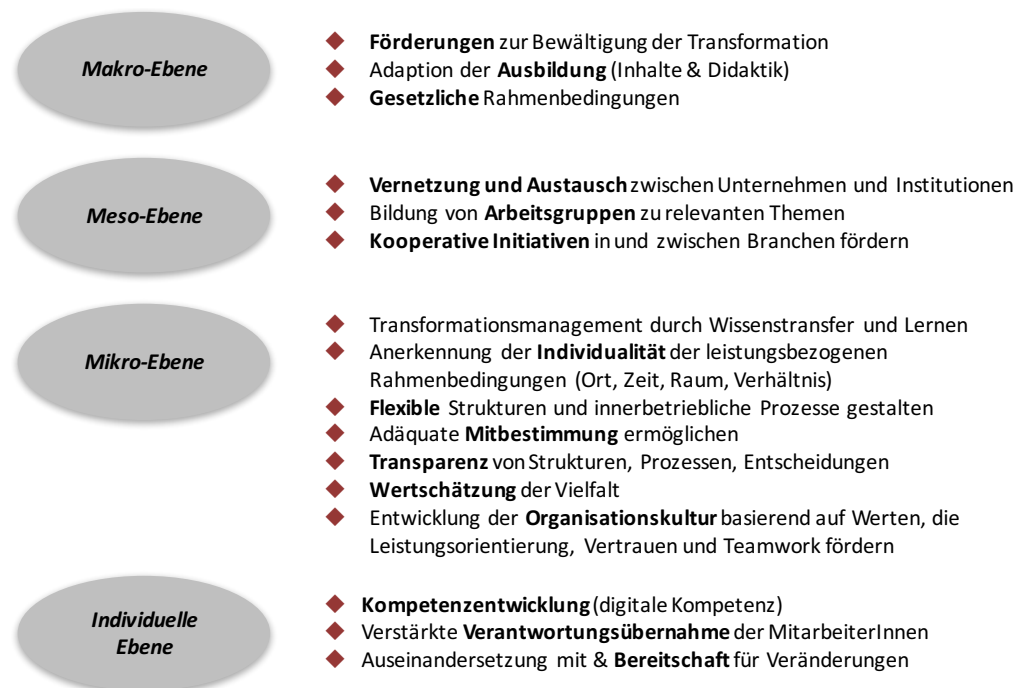 Makro-Ebene
Förderungen zur Bewältigung der Transformation
Adaption der Ausbildung (Inhalte & Didaktik)
Gesetzliche Rahmenbedingungen
Meso-Ebene
Vernetzung und Austausch zwischen Unternehmen und Institutionen
Bildung von Arbeitsgruppen zu relevanten Themen
Kooperative Initiativen in und zwischen Branchen fördern
Mikro-Ebene
Transformationsmanagement durch Wissenstransfer und Lernen
Anerkennung der Individualität der leistungsbezogenen
Rahmenbedingungen (Ort, Zeit, Raum, Verhältnis)
Flexible Strukturen und innerbetriebliche Prozesse gestalten
Adäquate Mitbestimmung ermöglichen
Transparenz von Strukturen, Prozessen, Entscheidungen
Wertschätzung der Vielfalt
Entwicklung der Organisationskultur basierend auf Werten, die
Leistungsorientierung, Vertrauen und Teamwork fördern
Individuelle
Ebene
Kompetenzentwicklung (digitale Kompetenz)
Verstärkte Verantwortungsübernahme der MitarbeiterInnen
Auseinandersetzung mit & Bereitschaft für Veränderungen